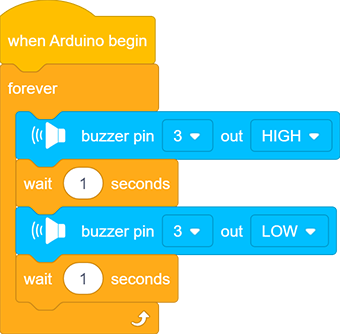 when Arduino begin
forever
buzzer pin 3 out HIGH
wait 1 seconds
buzzer pin 3 out LOW
wait 1 seconds